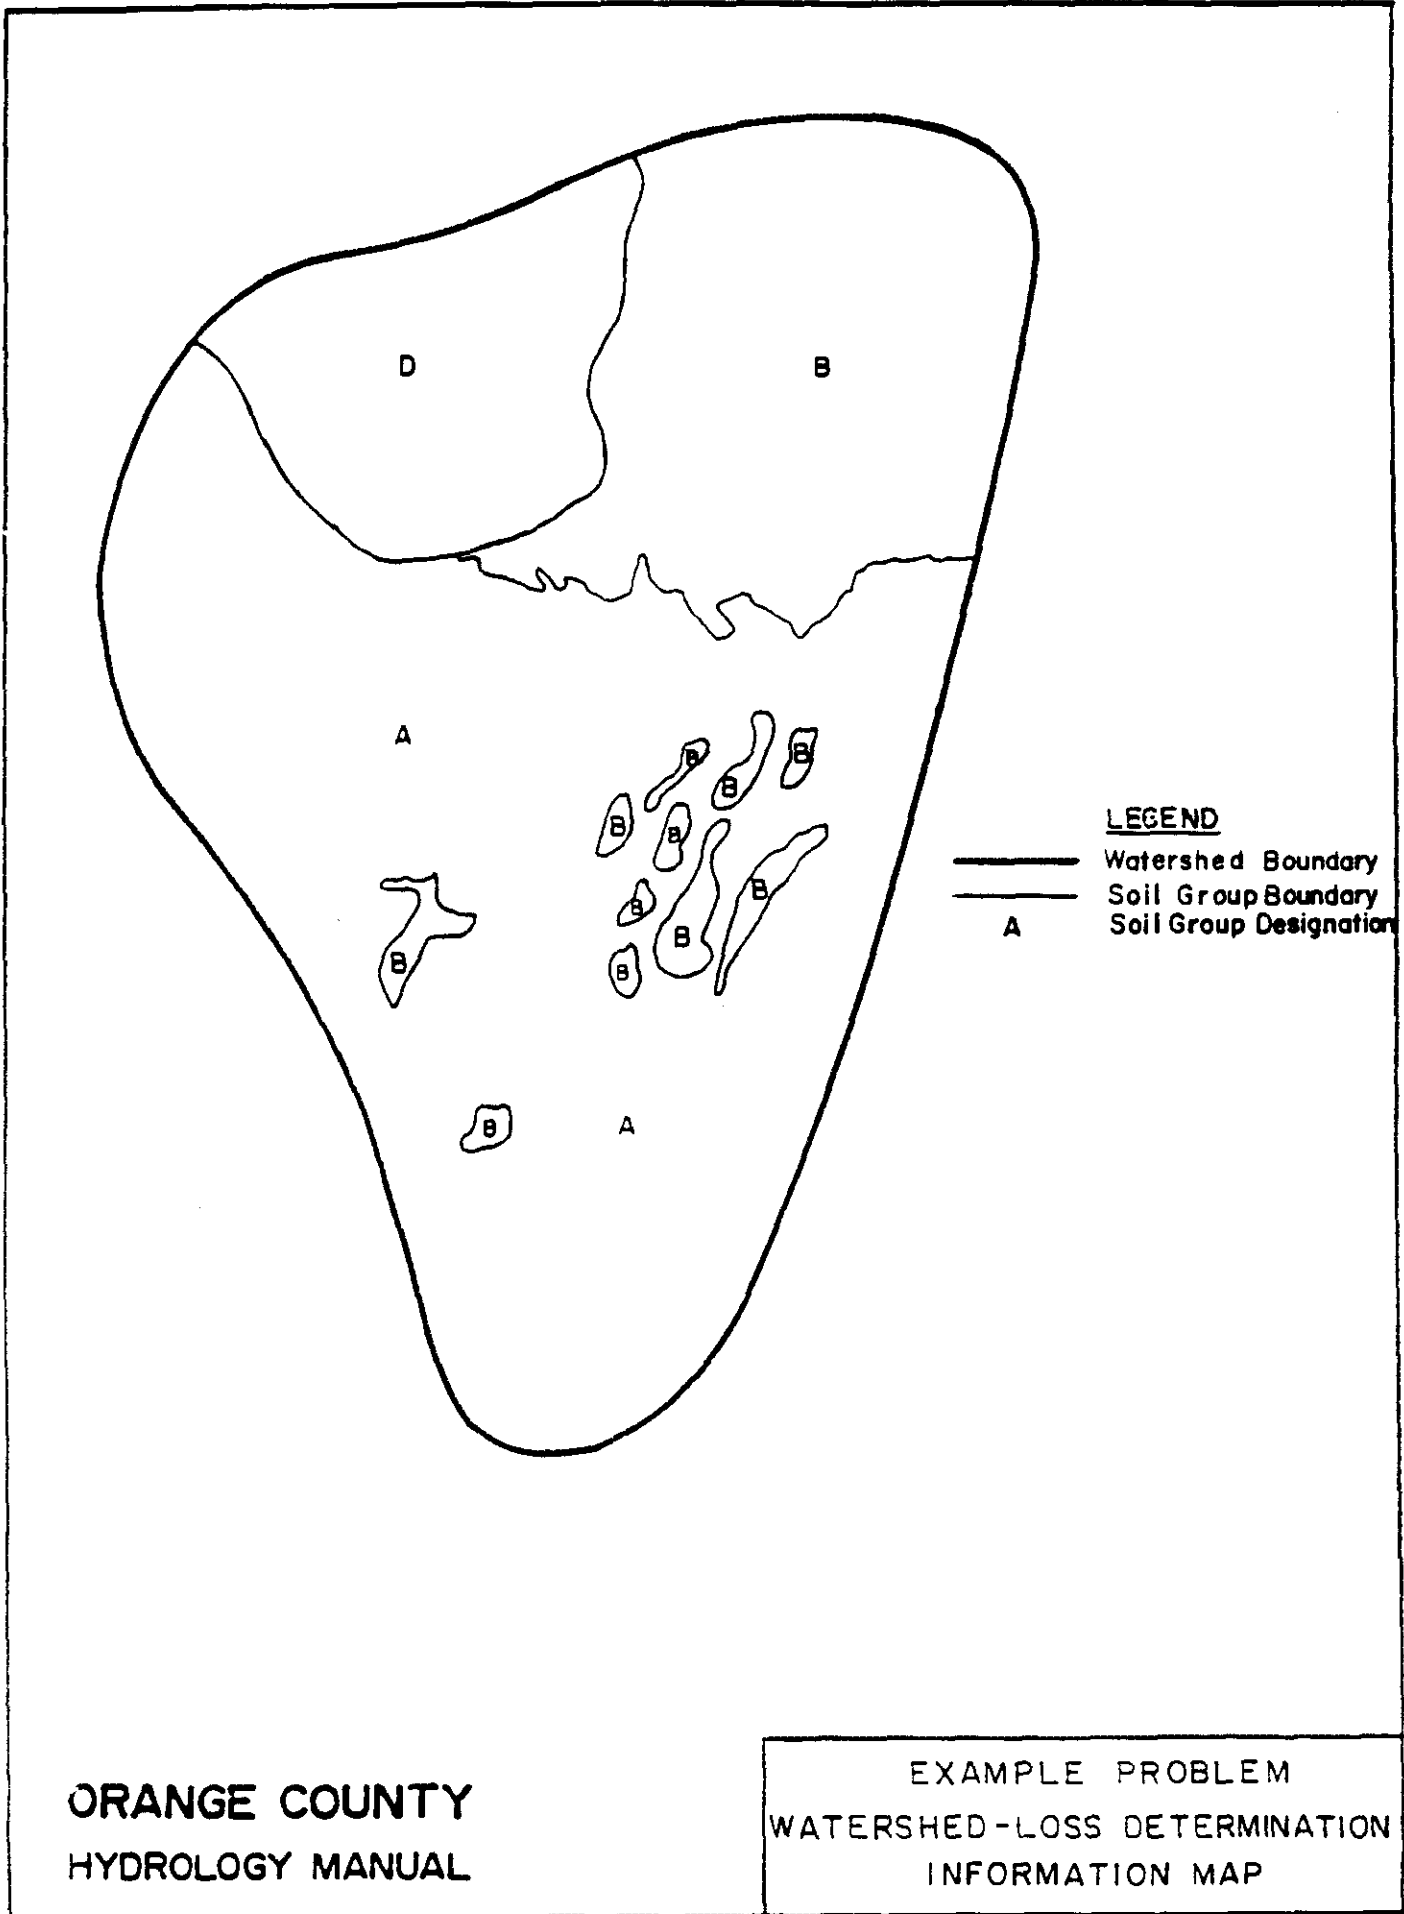 D
B
A
B
B
B
B
B
B
B
B
B
B
B
B
A
LEGEND
Watershed Boundary
Soil Group Boundary
A Soil Group Designation
ORANGE COUNTY
HYDROLOGY MANUAL
EXAMPLE PROBLEM
WATERSHED-LOSS DETERMINATION
INFORMATION MAP